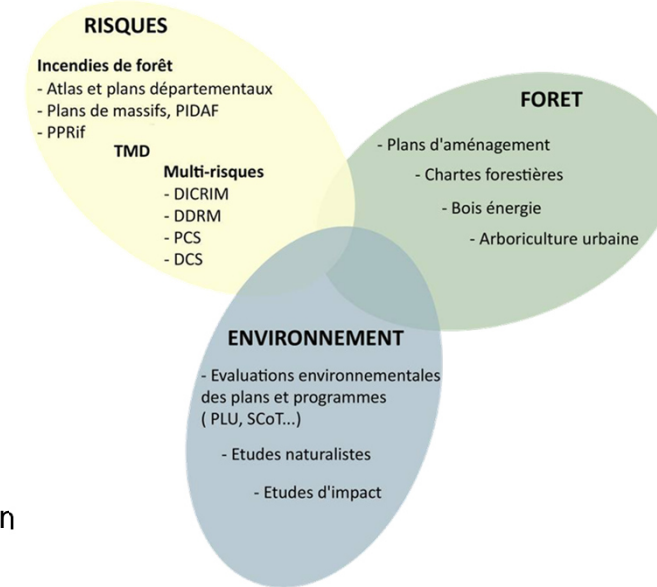 RISQUES
Incendies de forêt
- Atlas et plans départementaux
- Plans de massifs, PIDAF
- PPRif
TMD
Multi-risques
- DICRIM
- DDRM
- PCS
- DCS
FORET
- Plans d'aménagement
- Chartes forestières
- Bois énergie
- Arboriculture urbaine
ENVIRONNEMENT
- Evaluations environnementales
des plans et programmes
( PLU, SCoT...)
- Etudes naturalistes
- Etudes d'impact
n